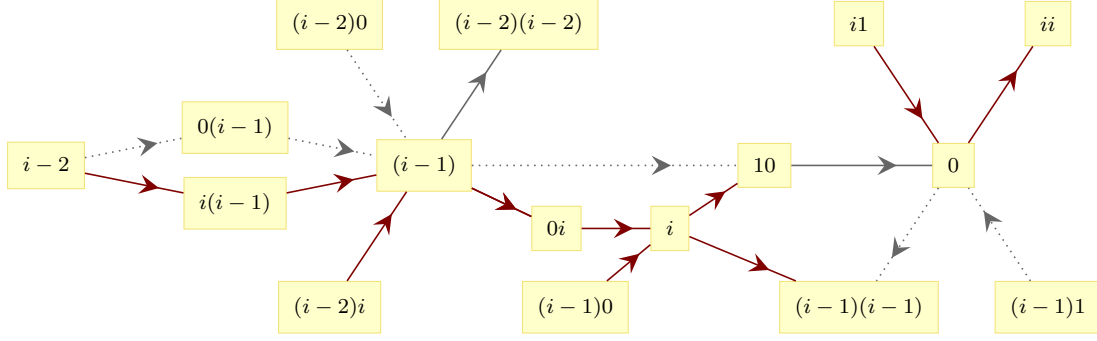 (i − 2)0
(i − 2)(i − 2)
i1
ii
0(i − 1)
i − 2
(i − 1)
10
0
i(i − 1)
0i
i
(i − 2)i
(i − 1)0
(i − 1)(i − 1)
(i − 1)1